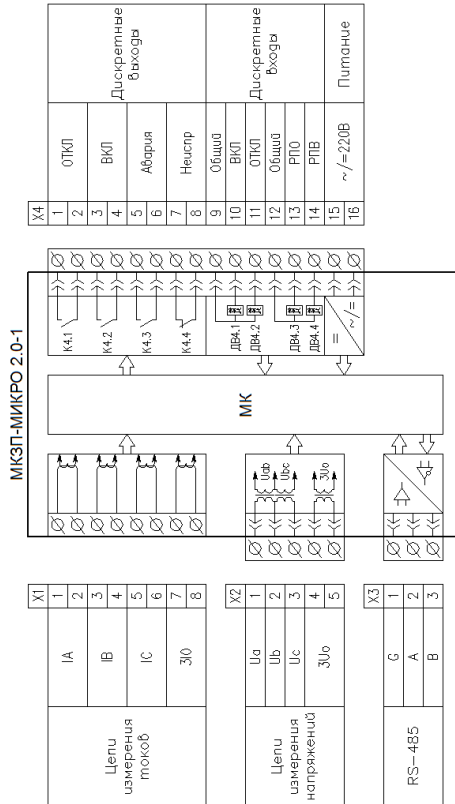 МКЗП-МИКРО 2.0-1
X4
1
2
ОТКЛ
3
4
ВКЛ
5
6
Авария
7
8
Неиспр
Дискретные
выходы
9
Общий
10
ВКЛ
11
ОТКЛ
12
Общий
13
РПО
14
РПВ
Дискретные
входы
15
16
~/=220В
Питание
К4.1
К4.2
К4.3
К4.4
ДВ4.1
ДВ4.2
ДВ4.3
ДВ4.4
=
~/=
МК
Uab
Ubc
3Uo
X1
1
2
IA
3
4
IB
5
6
IC
7
8
3I0
Цепи
измерения
токов
X2
1
Ua
2
Ub
3
Uc
4
5
3Uo
Цепи
измерения
напряжений
X3
1
G
2
A
3
B
RS-485